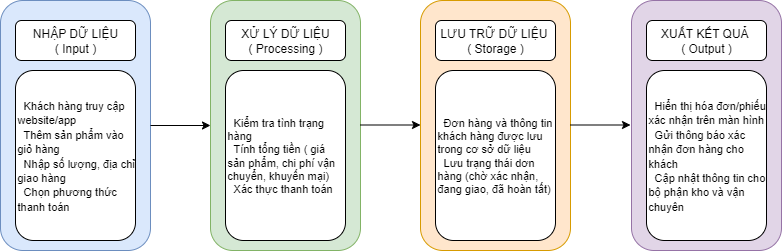 NHẬP DỮ LIỆU
( Input )
Khách hàng truy cập
website/app
Thêm sản phẩm vào
giỏ hàng
Nhập số lượng, địa chỉ
giao hàng
Chọn phương thức
thanh toán
XỬ LÝ DỮ LIỆU
( Processing )
Kiểm tra tình trạng
hàng
Tính tổng tiền ( giá
sản phẩm, chi phí vận
chuyển, khuyến mại)
Xác thực thanh toán
LƯU TRỮ DỮ LIỆU
( Storage )
Đơn hàng và thông tin
khách hàng được lưu
trong cơ sở dữ liệu
Lưu trạng thái dơn
hàng (chờ xác nhận,
đang giao, đã hoàn tất)
XUẤT KẾT QUẢ
( Output )
Hiển thị hóa đơn/phiếu
xác nhận trên màn hình
Gửi thông báo xác
nhận đơn hàng cho
khách
Cập nhật thông tin cho
bộ phận kho và vận
chuyên